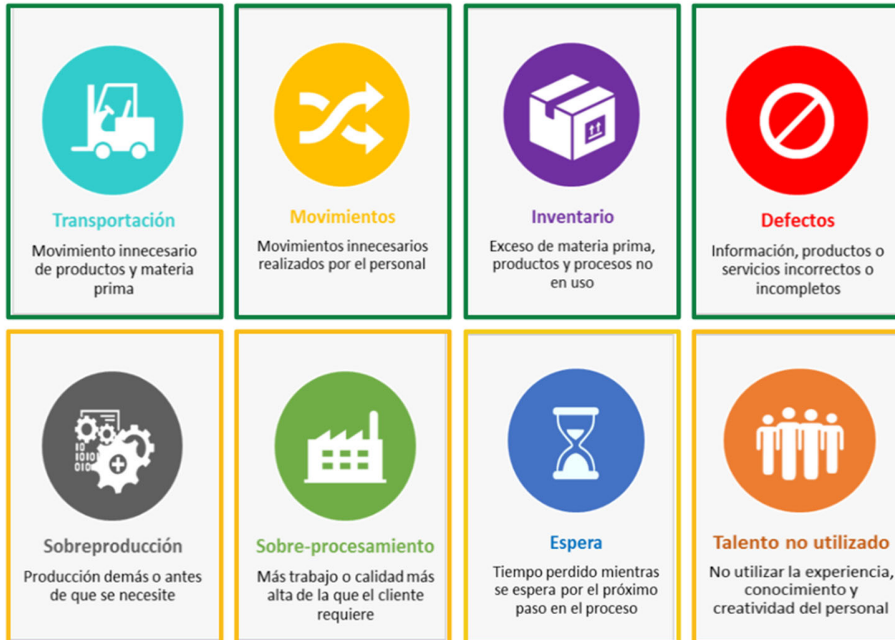 Transportación
Movimiento innecesario
de productos y materia
prima
Movimientos
Movimientos innecesarios
realizados por el personal
Inventario
Exceso de materia prima,
productos y procesos no
en uso
Defectos
Información, productos o
servicios incorrectos o
incompletos
10
1010
010
Sobreproducción
Producción demás o antes
de que se necesite
Sobre-procesamiento
Más trabajo o calidad más
alta de la que el cliente
requiere
Espera
Tiempo perdido mientras
se espera por el próximo
paso en el proceso
Talento no utilizado
No utilizar la experiencia,
conocimiento y
creatividad del personal